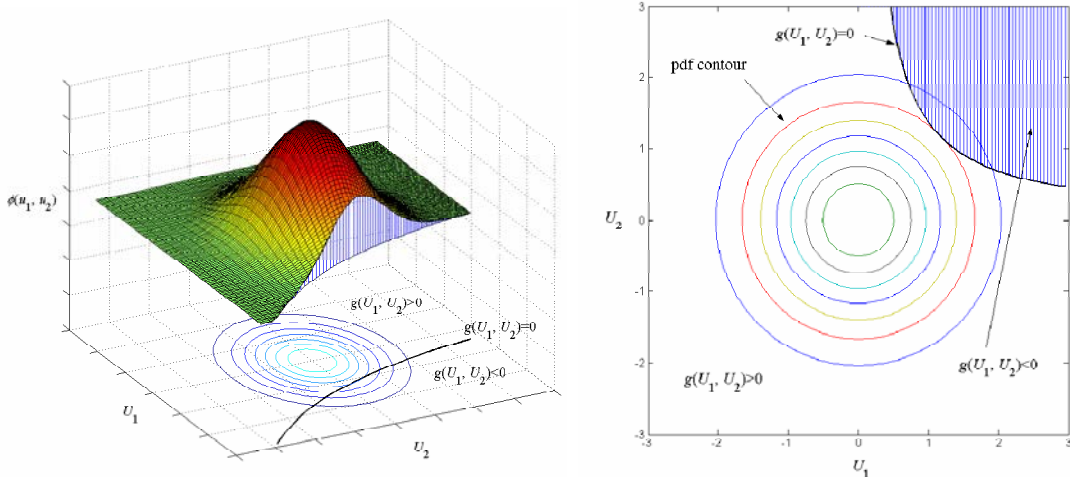 ϕ(u1, u2)
g(U1, U2)>0
g(U1, U2)=0
g(U1, U2)<0
U1
U2
3
2
1
0
-1
-2
-3
g(U1, U2)=0
pdf contour
U2
g(U1, U2)>0
g(U1, U2)<0
-3
-2
-1
0
1
2
3
U1